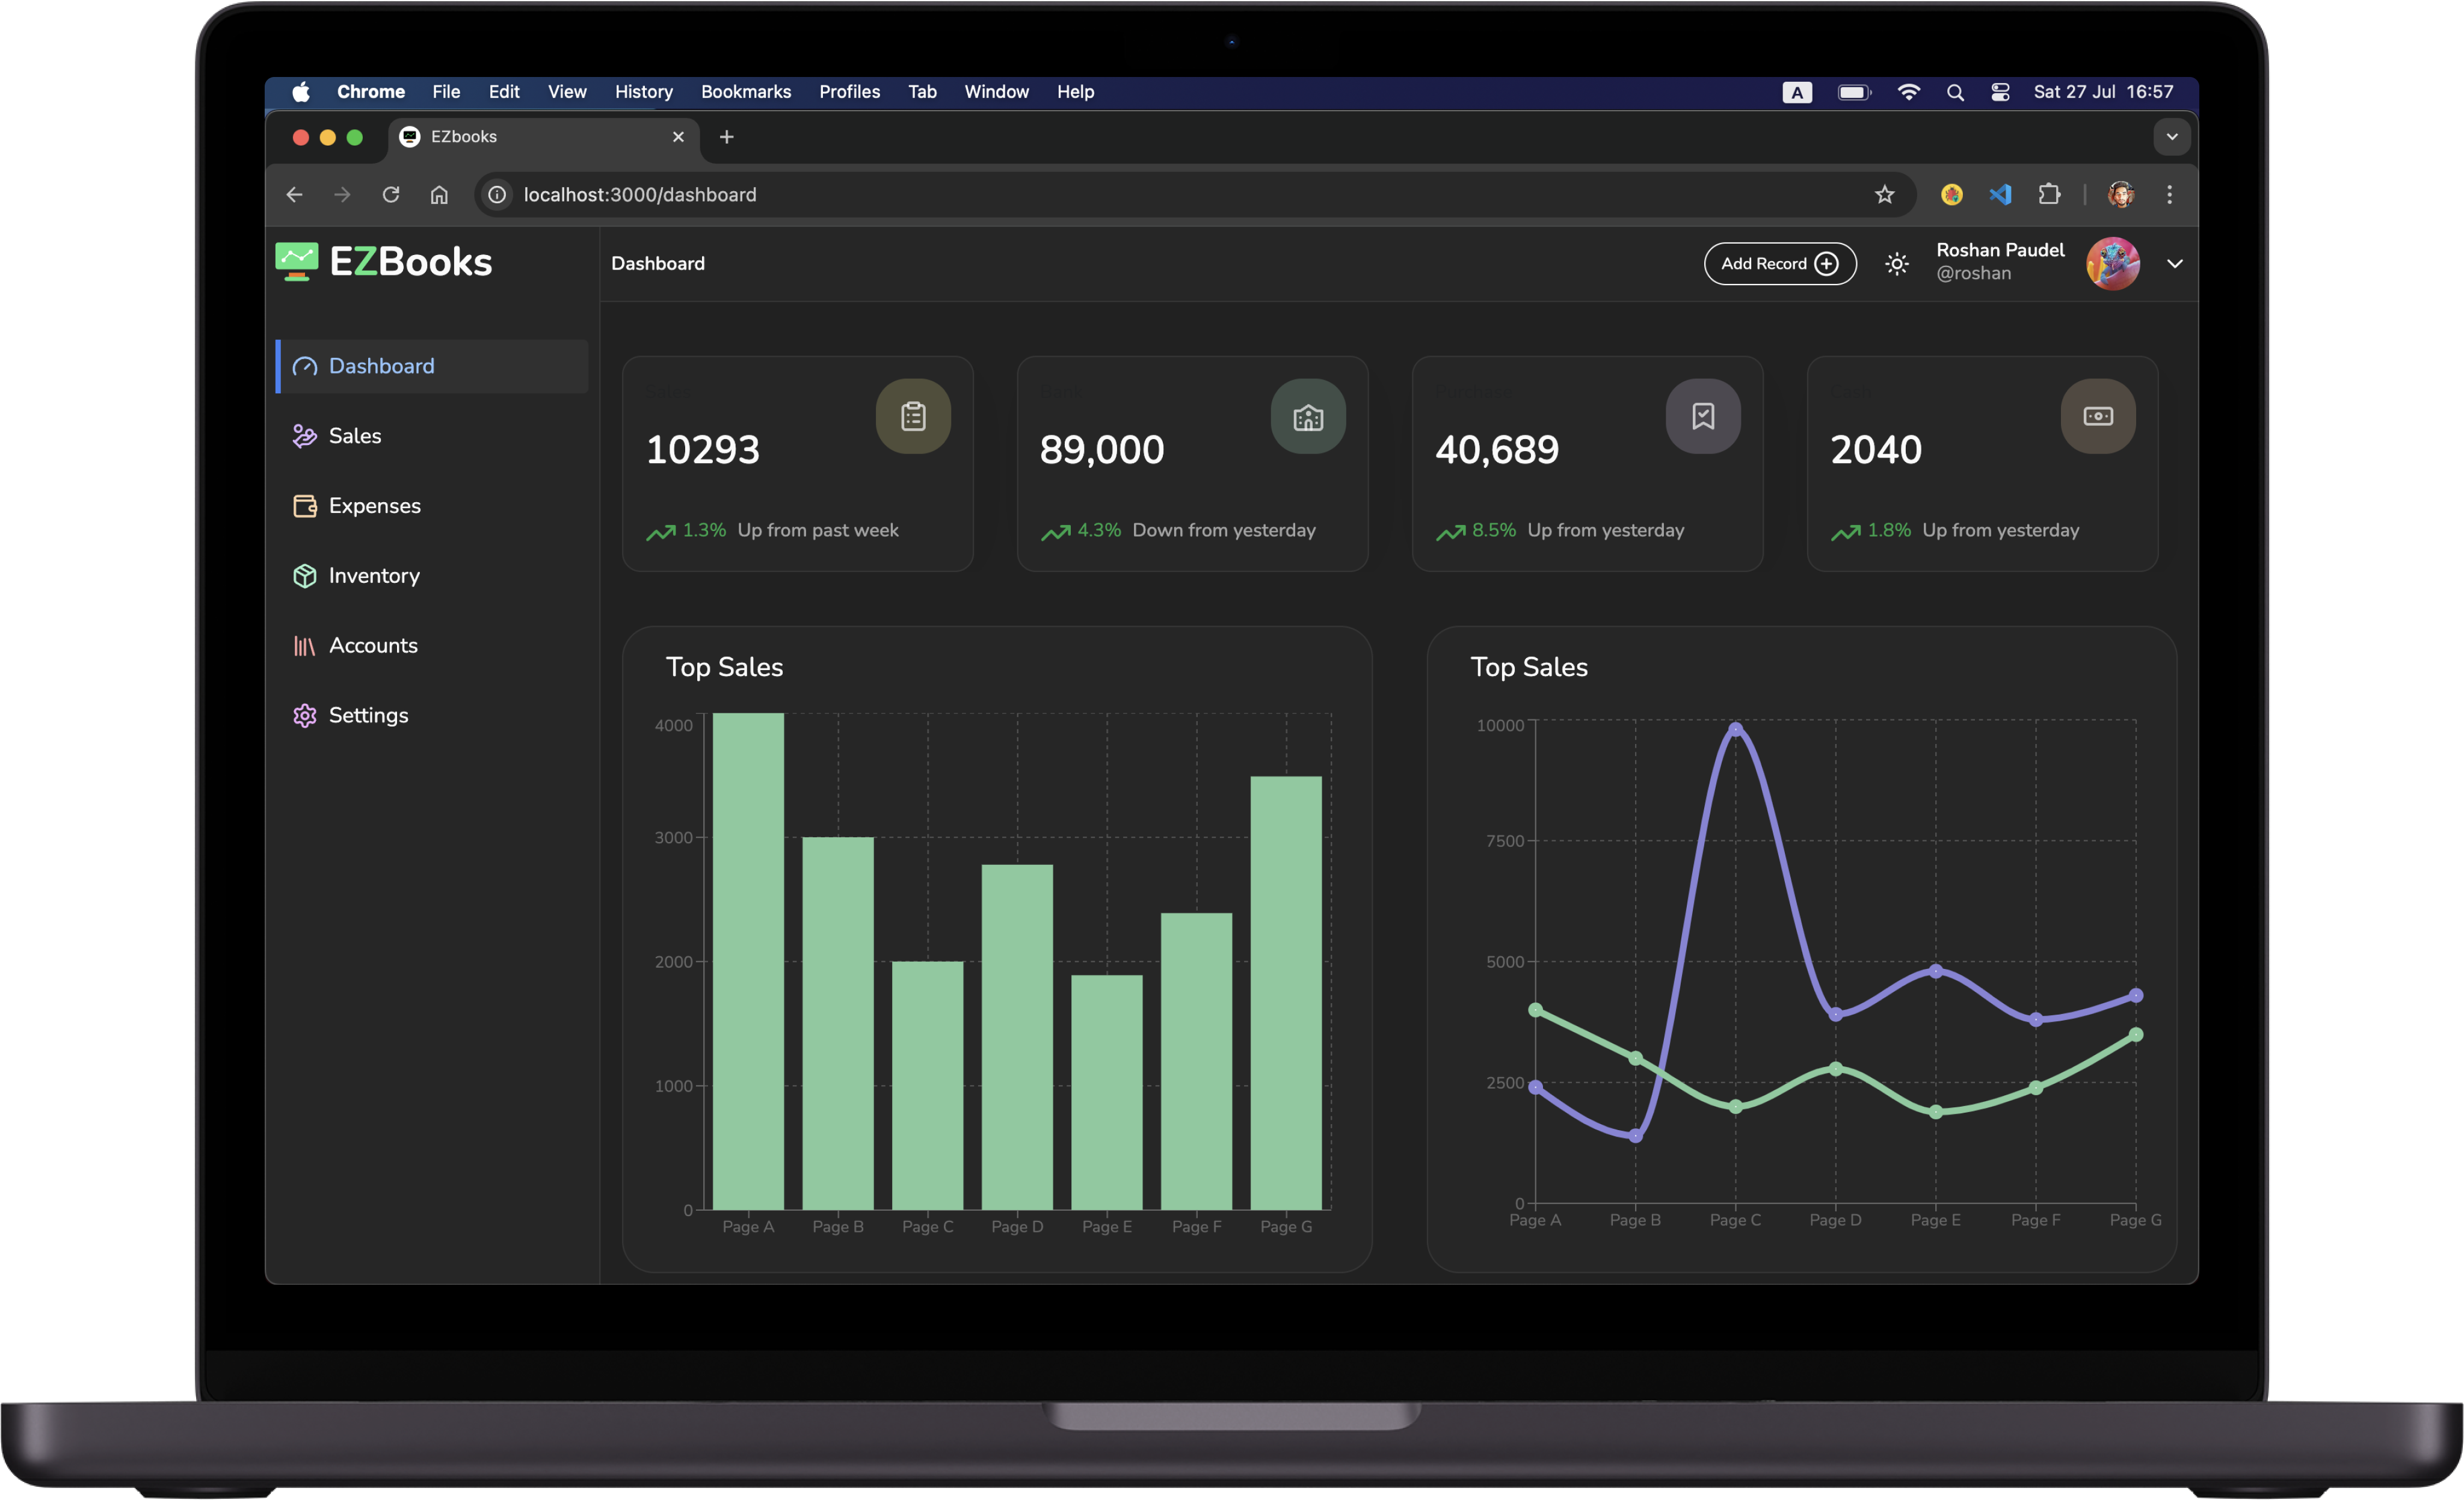 Chrome File Edit View History Bookmarks Profiles Tab Window Help A Sat 27 Jul 16:57
EZbooks
localhost:3000/dashboard
EZBooks
Dashboard
Add Record
Roshan Paudel
@roshan
Dashboard
Sales
Expenses
Inventory
Accounts
Settings
Sales
10293
1.3% Up from past week
89,000
4.3% Down from yesterday
Purchase
40,689
8.5% Up from yesterday
2040
1.8% Up from yesterday
Top Sales
4000
3000
2000
1000
0
Page A Page B Page C Page D Page E Page F Page G
Top Sales
10000
7500
5000
2500
0
Page A Page B Page C Page D Page E Page F Page G